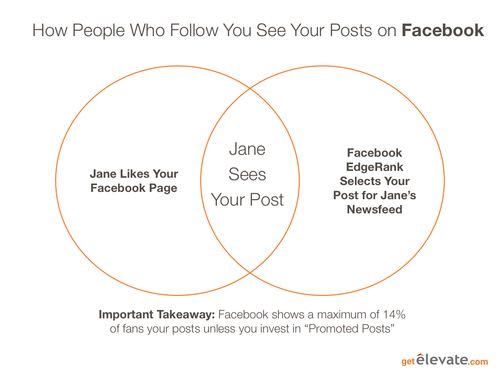 How People Who Follow You See Your Posts on Facebook
Jane Likes Your
Facebook Page
Jane
Sees
Your Post
Facebook
EdgeRank
Selects Your
Post for Jane's
Newsfeed
Important Takeaway: Facebook shows a maximum of 14%
of fans your posts unless you invest in “Promoted Posts”
getêlevate.com